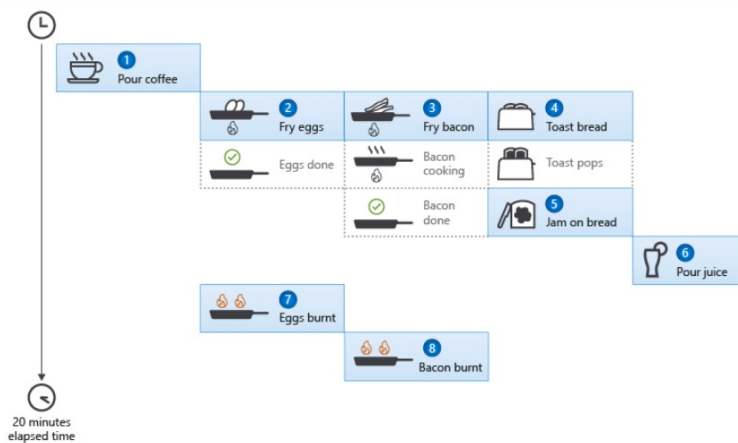 1
Pour coffee
2
Fry eggs
3
Fry bacon
4
Toast bread
Eggs done
Bacon
cooking
Toast pops
Bacon
done
5
Jam on bread
6
Pour juice
7
Eggs burnt
8
Bacon burnt
20 minutes
elapsed time